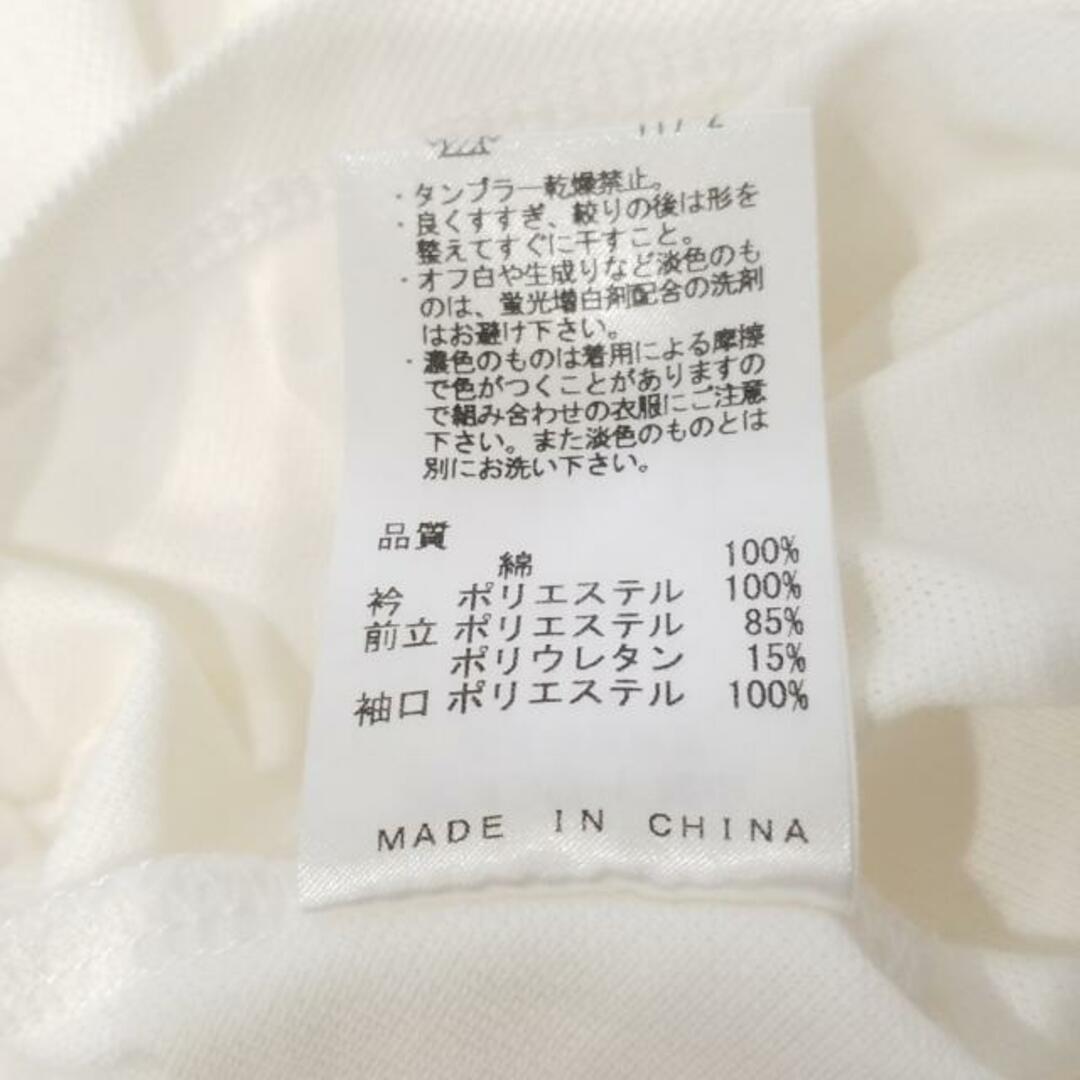 ・タンブラー乾燥禁止。
・良くすすぎ、絞りの後は形を
整えてすぐに干すこと。
・オフ白や生成りなど淡色のも
のは、蛍光増白剤配合の洗剤
はお避け下さい。
・濃色のものは着用による摩擦
で色がつくことがありますの
で組み合わせの衣服にご注意
下さい。また淡色のものとは
別にお洗い下さい。
品質
綿 100%
衿 ポリエステル 100%
前立 ポリエステル 85%
ポリウレタン 15%
袖口 ポリエステル 100%
MADE IN CHINA